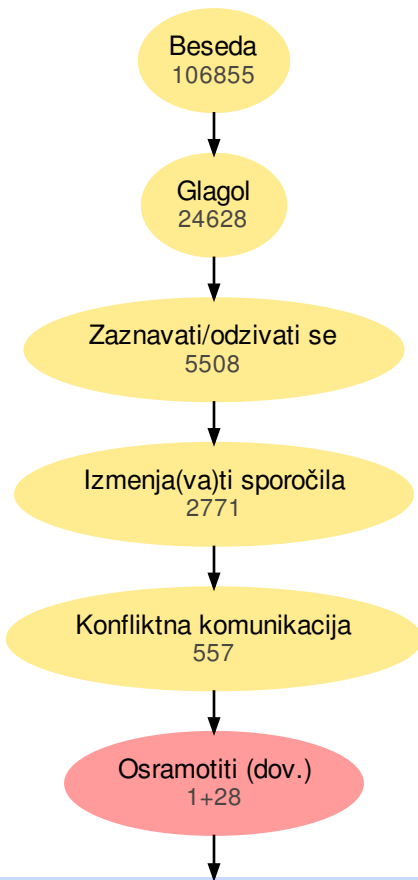 Beseda
106855
Glagol
24628
Zaznavati/odzivati se
5508
Izmenja(va)ti sporočila
2771
Konfliktna komunikacija
557
Osramotiti (dov.)
1+28